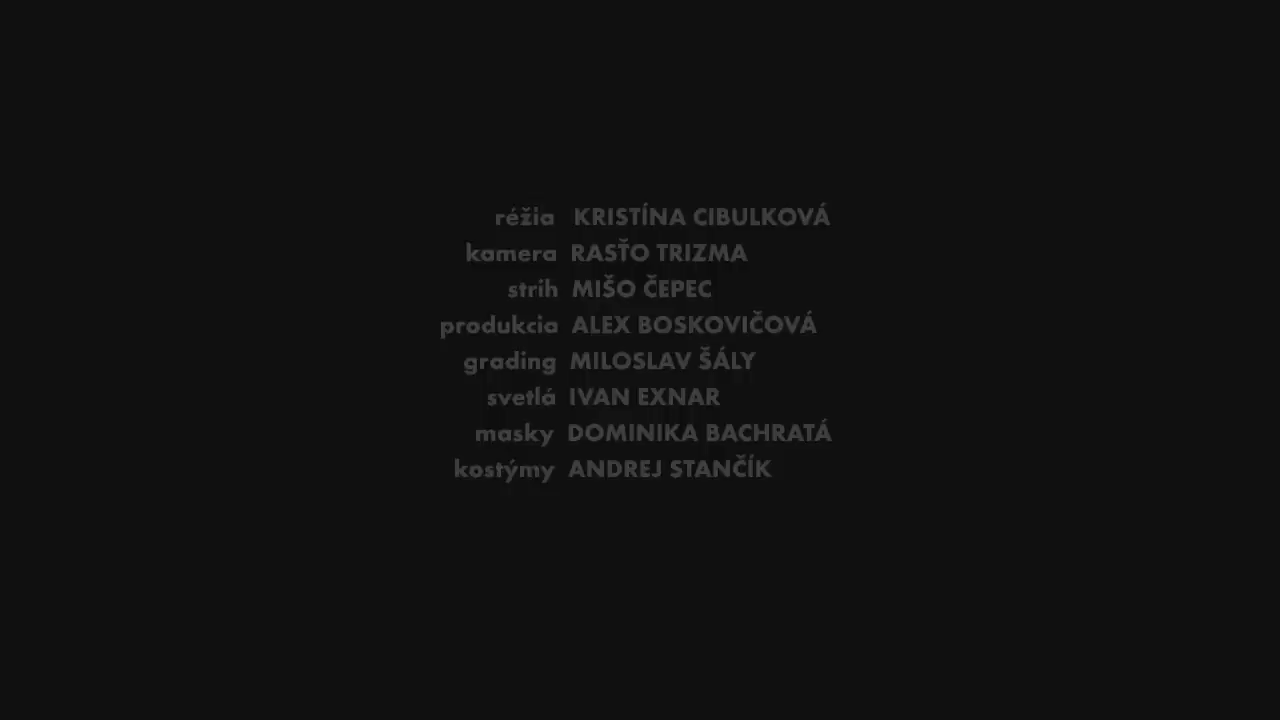 réžia KRISTÍNA CIBULKOVÁ
kamera RASŤO TRIZMA
strih MIŠO ČEPEC
produkcia ALEX BOSKOVIČOVÁ
grading MILOSLAV ŠÁLY
svetlá IVAN EXNAR
masky DOMINIKA BACHRATÁ
kostýmy ANDREJ STANČÍK